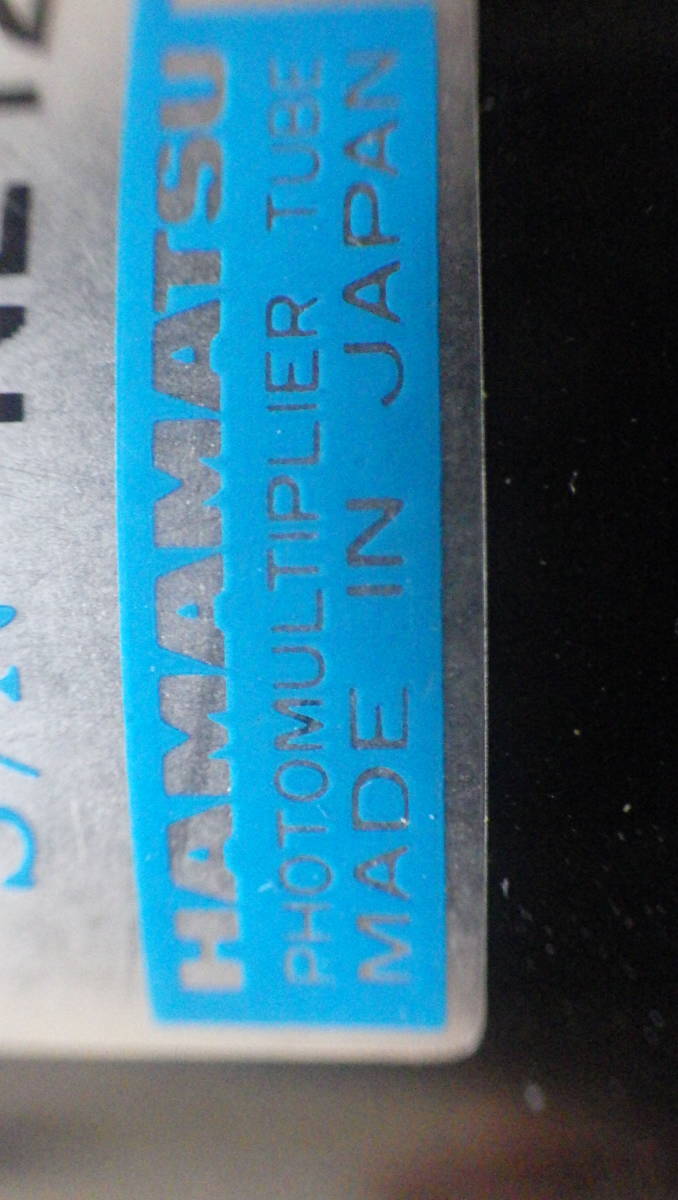 S/N
HAMAMATSU
PHOTOMULTIPLIER TUBE
MADE IN JAPAN